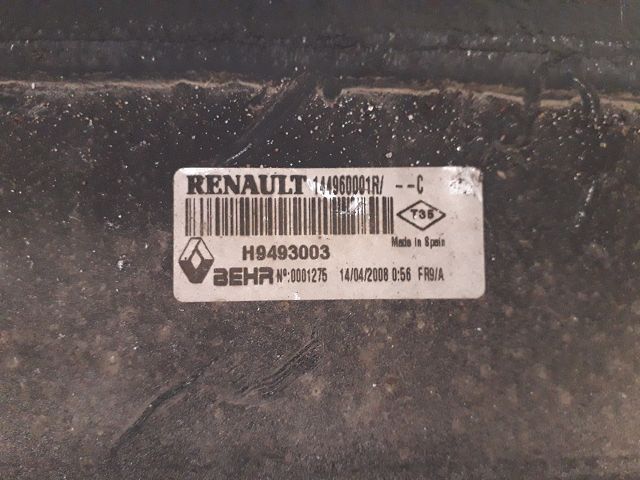 RENAULT 144960001R/ --C
T35
Made in Spain
H9493003
BEHR Nº:0001275 14/04/2008 0:56 FR9/A